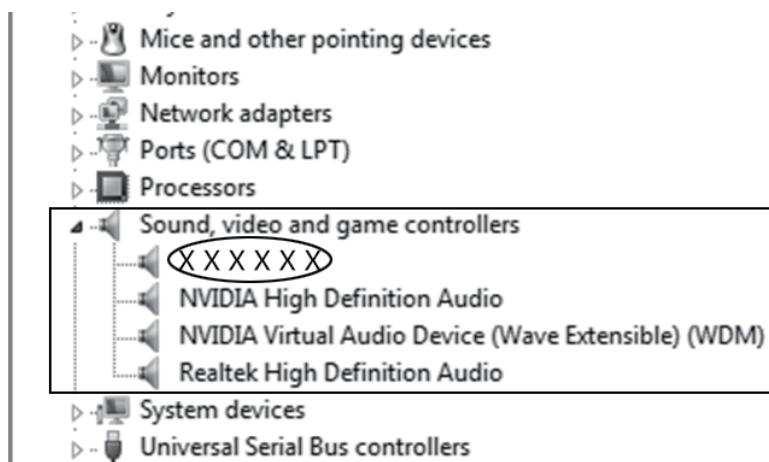 Mice and other pointing devices
Monitors
Network adapters
Ports (COM & LPT)
Processors
Sound, video and game controllers
X X X X X X
NVIDIA High Definition Audio
NVIDIA Virtual Audio Device (Wave Extensible) (WDM)
Realtek High Definition Audio
System devices
Universal Serial Bus controllers